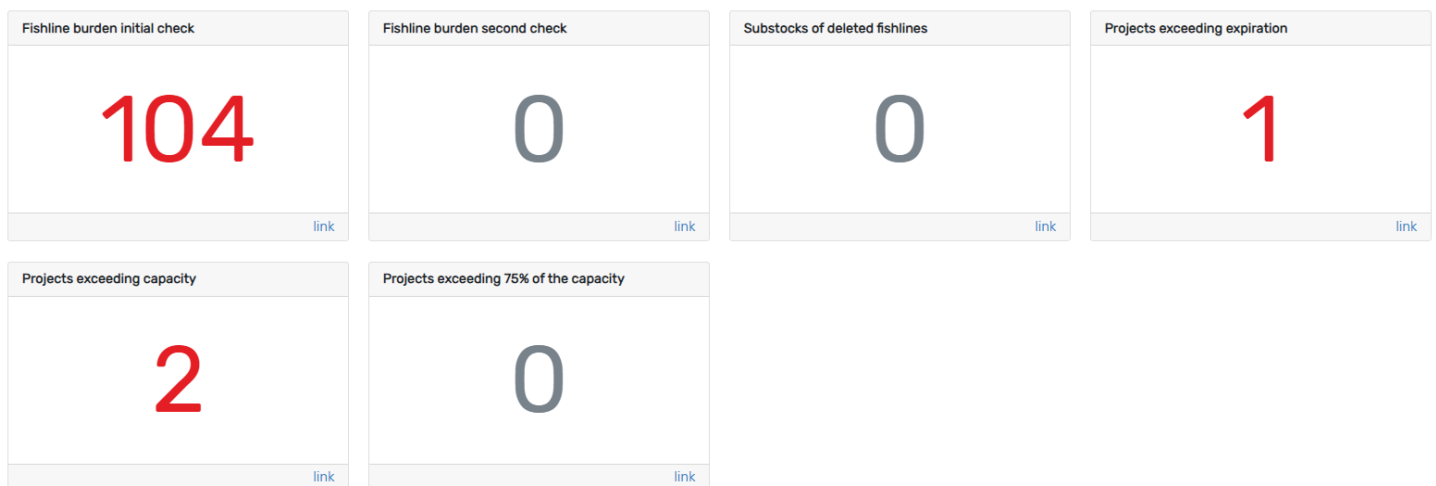 Fishline burden initial check
104
link
Fishline burden second check
0
link
Substocks of deleted fishlines
0
link
Projects exceeding expiration
1
link
Projects exceeding capacity
2
link
Projects exceeding 75% of the capacity
0
link